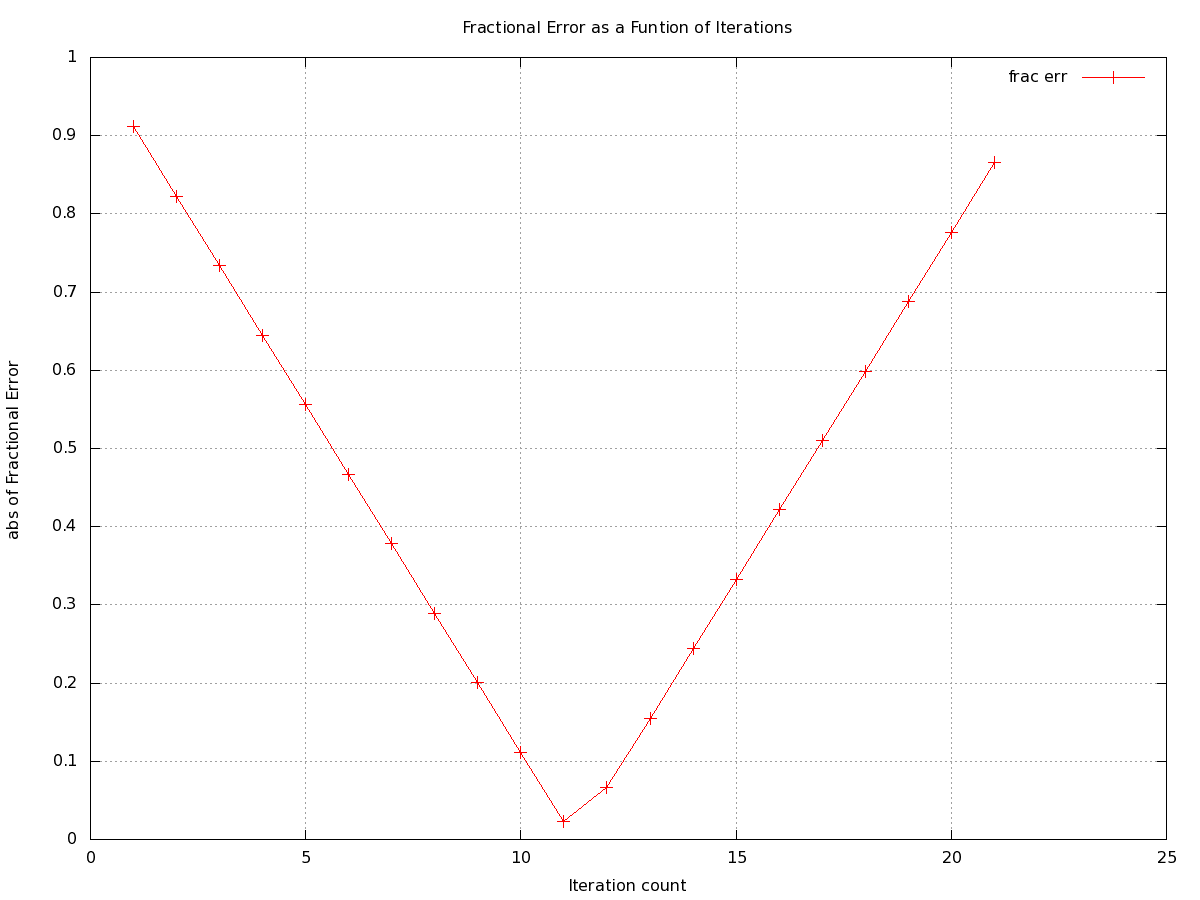 Fractional Error as a Funtion of Iterations
frac err
1
0.9
0.8
0.7
0.6
0.5
0.4
0.3
0.2
0.1
0
abs of Fractional Error
0 5 10 15 20 25
Iteration count